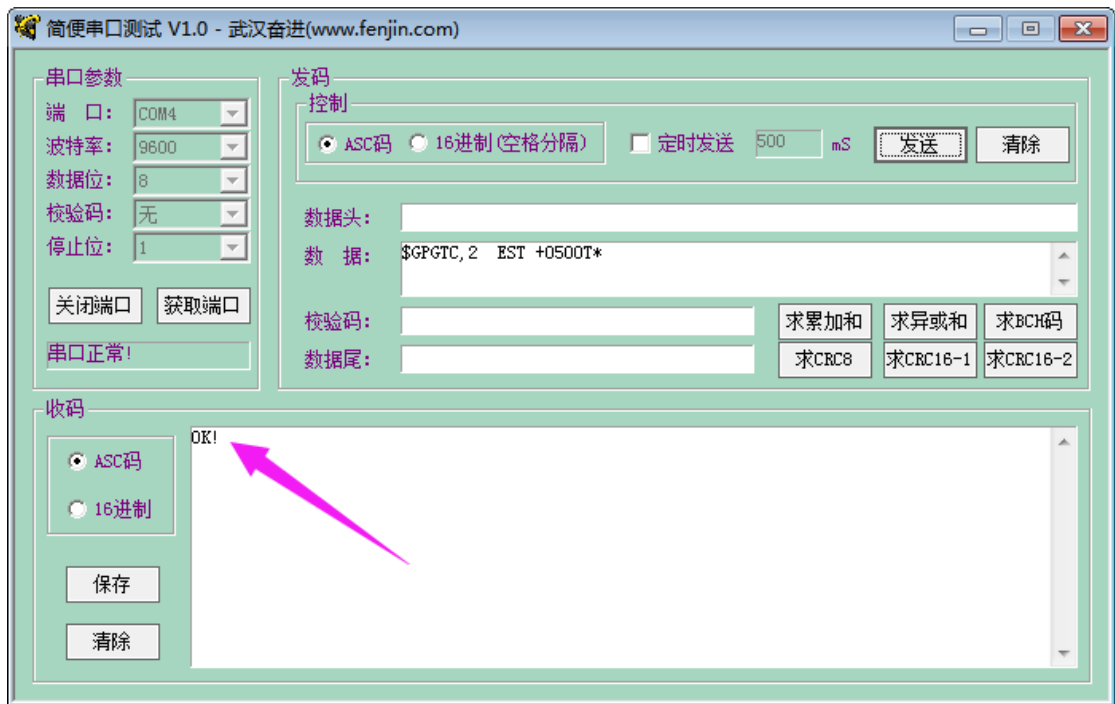 简便串口测试 V1.0 - 武汉奋进(www.fenjin.com)
串口参数
端 口: COM4
波特率: 9600
数据位: 8
校验码: 无
停止位: 1
关闭端口 获取端口
串口正常!
发码
控制
ASC码 16进制(空格分隔) 定时发送 500 mS 发送 清除
数据头:
数 据: $GPGTC,2  EST +0500T*
校验码: 求累加和 求异或和 求BCH码
数据尾: 求CRC8 求CRC16-1 求CRC16-2
收码
ASC码
16进制
保存
清除
OK!